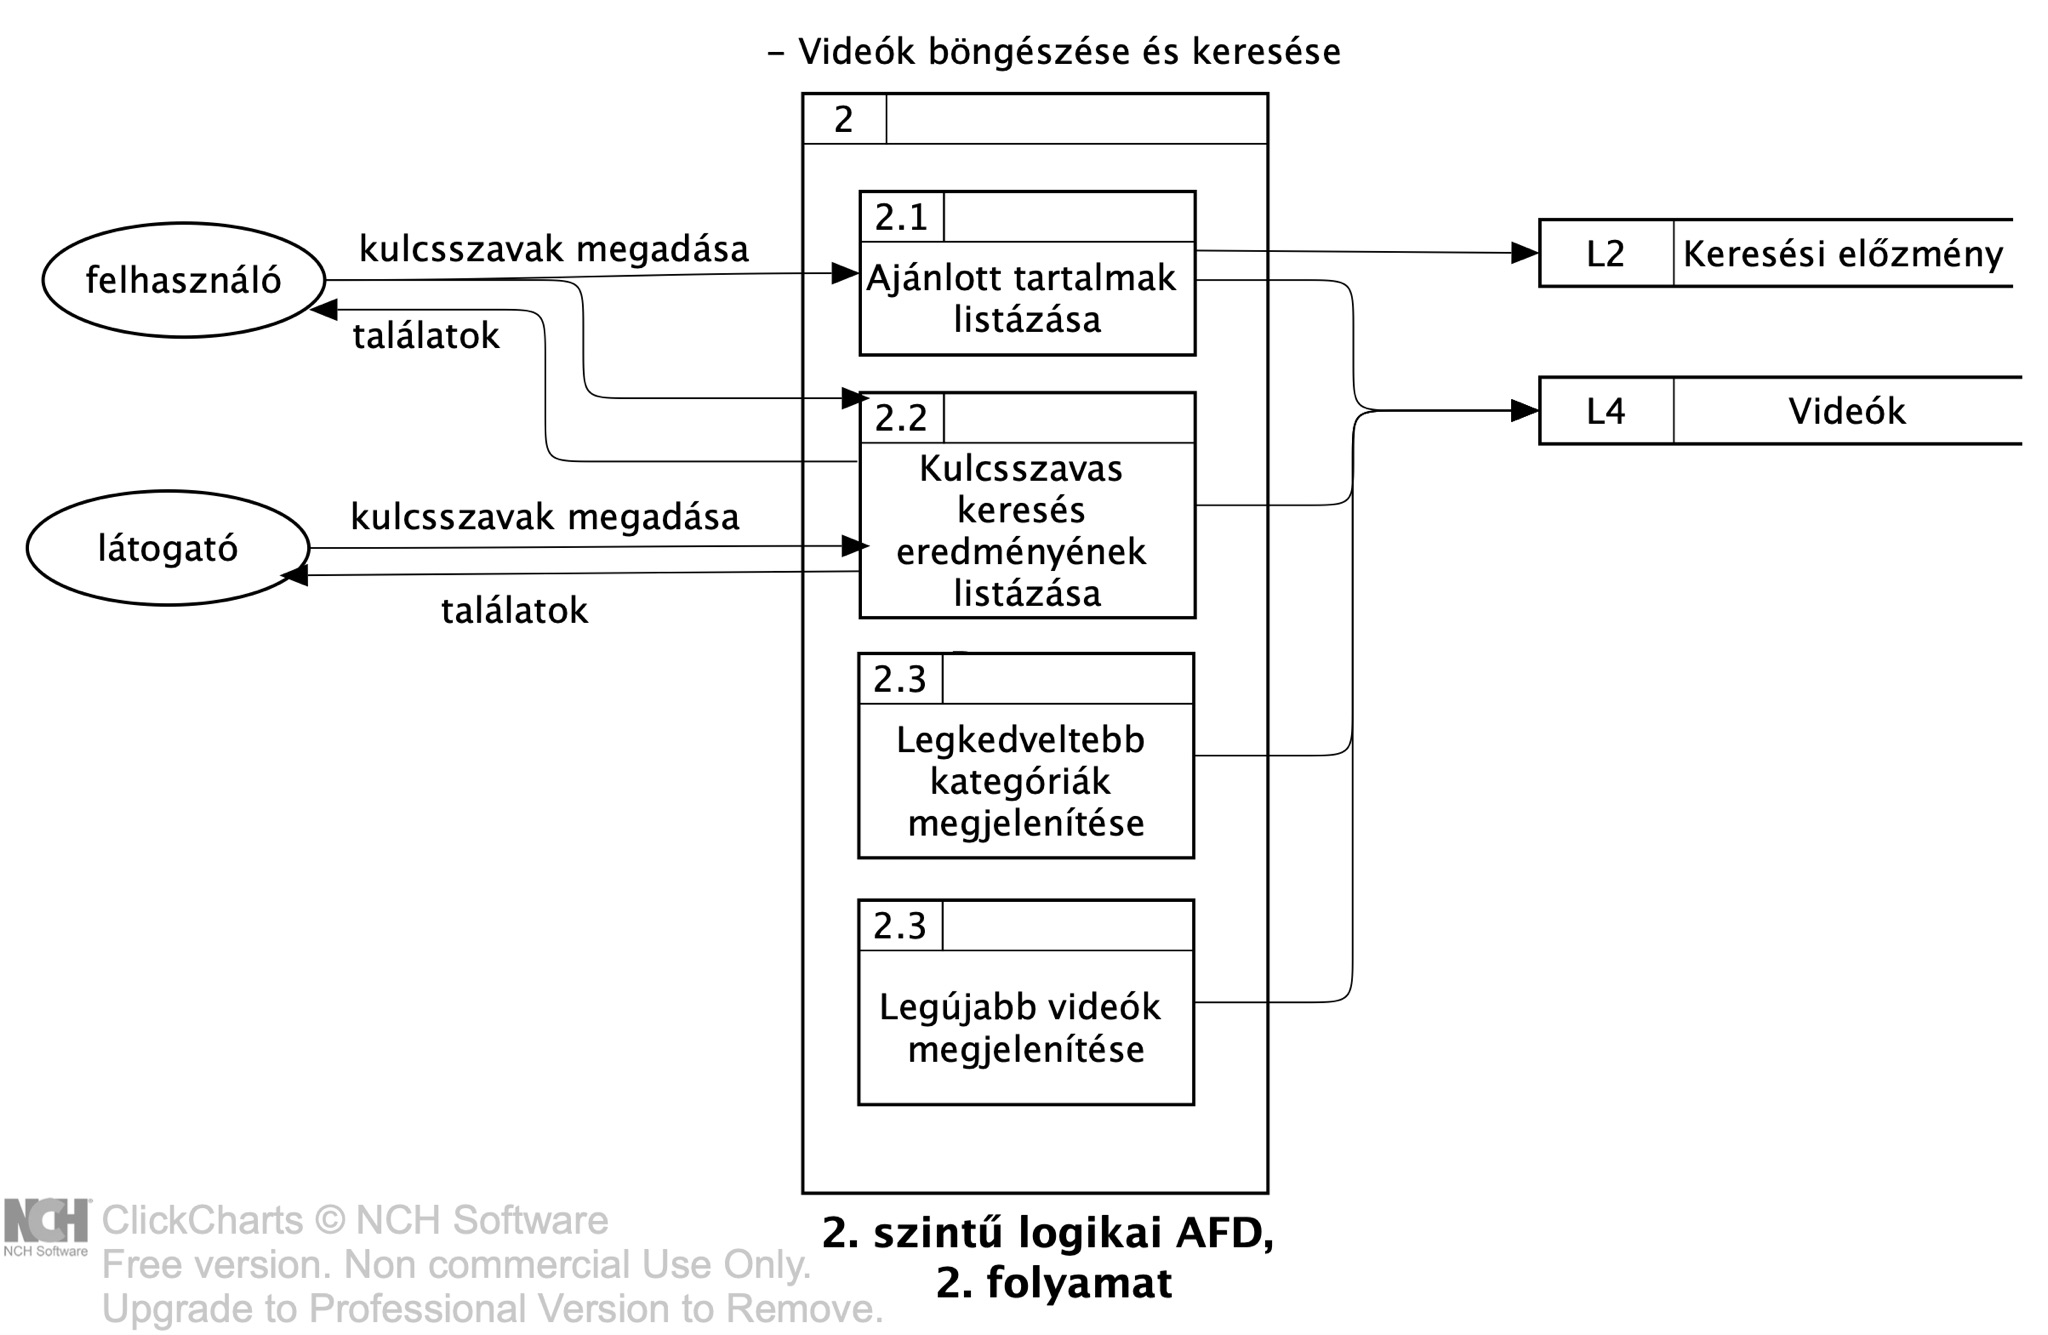 – Videók böngészése és keresése
2
2.1
Ajánlott tartalmak
listázása
felhasználó
kulcsszavak megadása
találatok
L2
Keresési előzmény
L4
Videók
2.2
Kulcsszavas
keresés
eredményének
listázása
látogató
kulcsszavak megadása
találatok
2.3
Legkedveltebb
kategóriák
megjelenítése
2.3
Legújabb videók
megjelenítése
2. szintű logikai AFD,
2. folyamat
NCH
NCH Software
ClickCharts © NCH Software
Free version. Non commercial Use Only.
Upgrade to Professional Version to Remove.